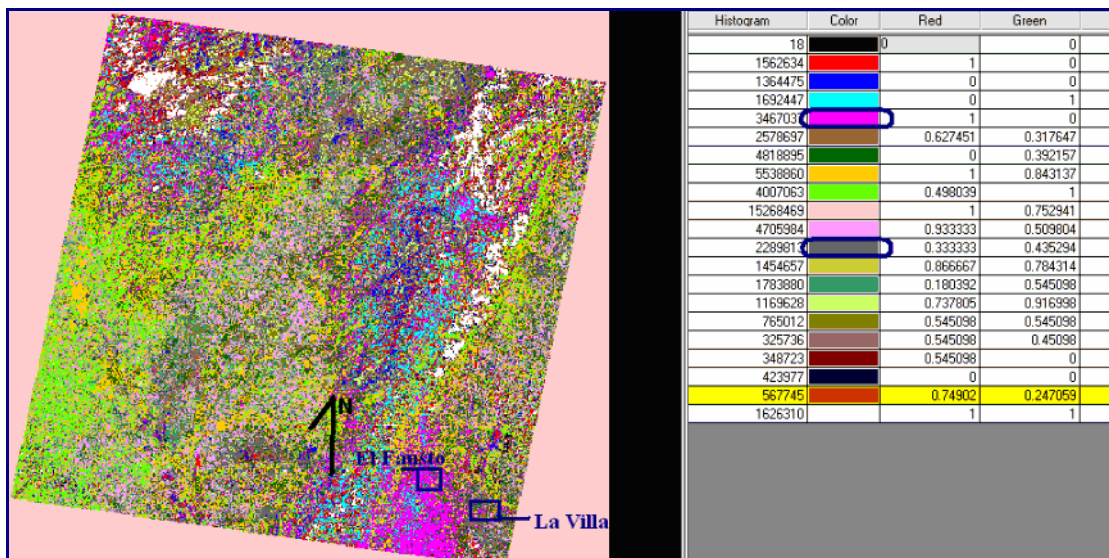 Histogram Color Red Green
18 0 0
1562634 1 0
1364475 0 0
1692447 0 1
3467037 1 0
2578697 0.627451 0.317647
4818895 0 0.392157
5538860 1 0.843137
4007063 0.498039 1
15268469 1 0.752941
4705984 0.933333 0.509804
2289813 0.333333 0.435294
1454657 0.866667 0.784314
1783880 0.180392 0.545098
1169628 0.737805 0.916998
765012 0.545098 0.545098
325736 0.545098 0.45098
348723 0.545098 0
423977 0 0
567745 0.74902 0.247059
1626310 1 1
N
El Fausto
La Villa